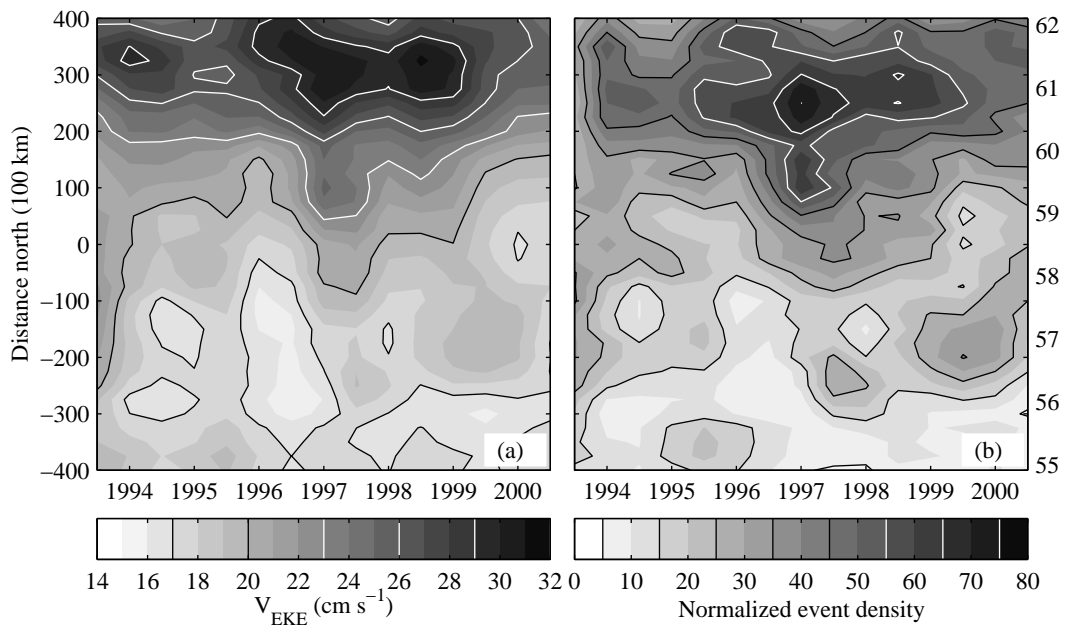 400
300
200
100
0
−100
−200
−300
−400
Distance north (100 km)
62
61
60
59
58
57
56
55
(a)
(b)
1994 1995 1996 1997 1998 1999 2000
1994 1995 1996 1997 1998 1999 2000
14 16 18 20 22 24 26 28 30 32
V_EKE (cm s⁻¹)
0 10 20 30 40 50 60 70 80
Normalized event density